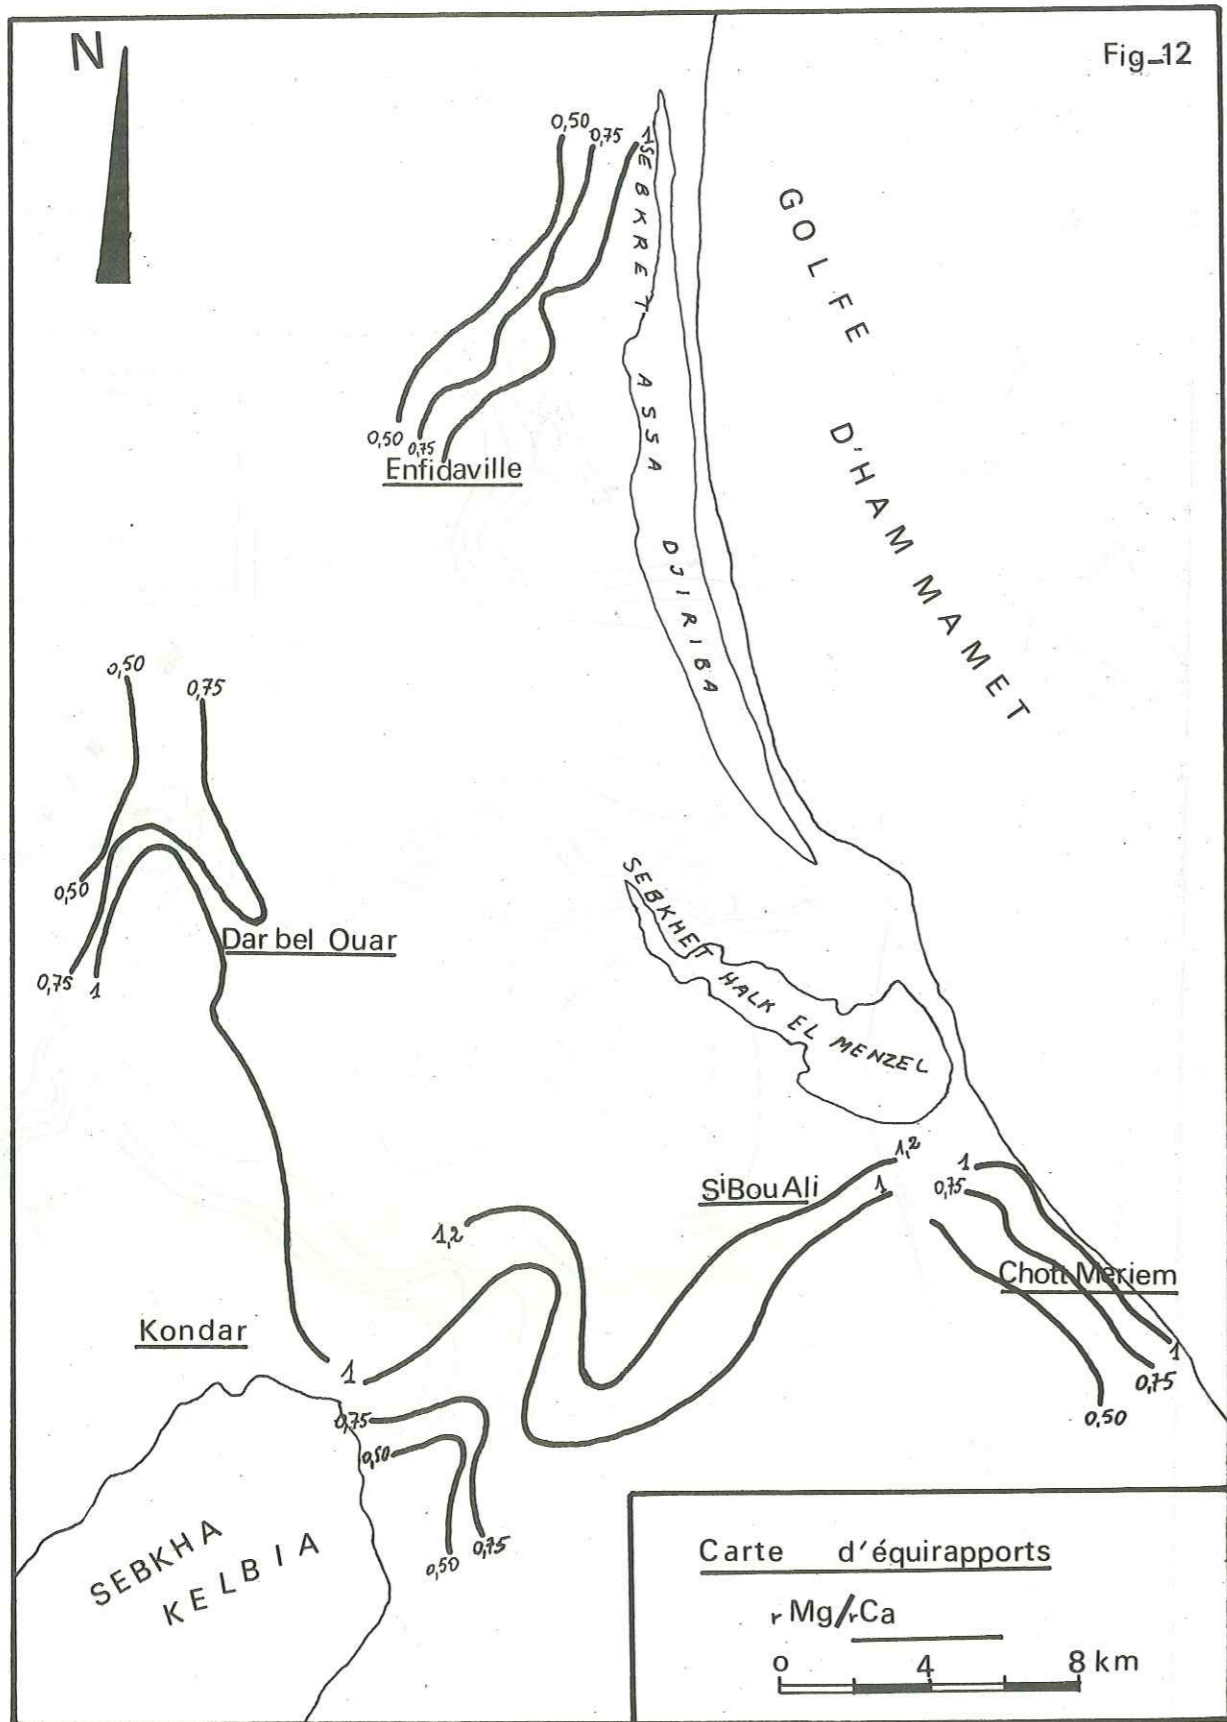 N
Fig_12
0,50
0,75
1
SEBKRET ASSA DJIRIBA
GOLFE D'HAMMAMET
0,50
0,75
Enfidaville
0,50
0,75
0,50
Dar bel Ouar
0,75
1
SEBKHET HALK EL MENZEL
1,2
1
SiBouAli
1
0,75
1,2
Chott Meriem
Kondar
1
1
0,75
0,75
0,50
0,50
SEBKHA
KELBIA
0,50
0,75
Carte d'équirapports
rMg/rCa
0 4 8 km